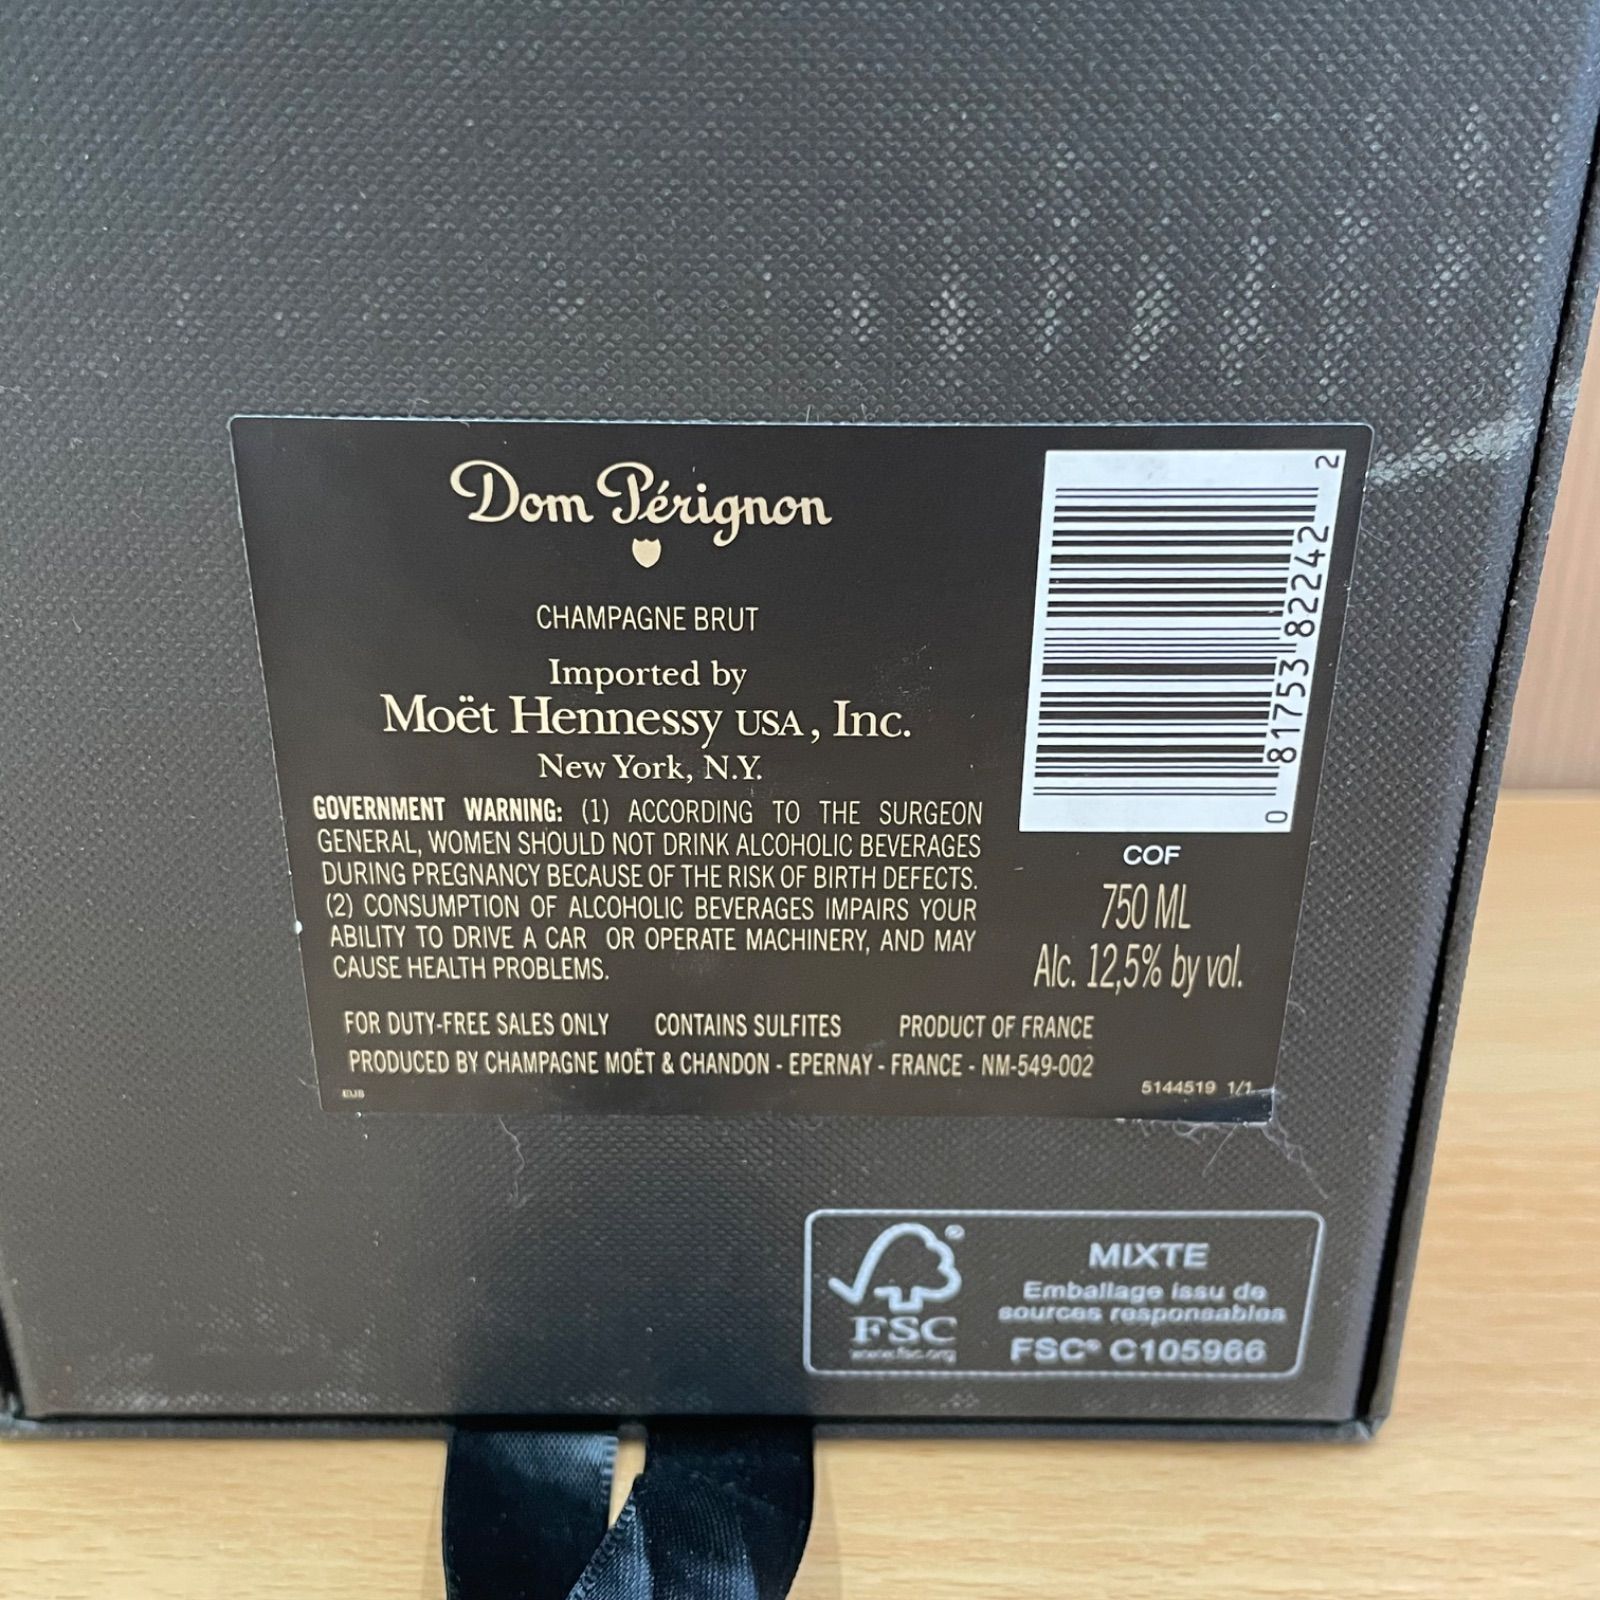 Dom Pérignon
CHAMPAGNE BRUT
Imported by
Moët Hennessy USA, Inc.
New York, N.Y.
GOVERNMENT WARNING: (1) ACCORDING TO THE SURGEON
GENERAL, WOMEN SHOULD NOT DRINK ALCOHOLIC BEVERAGES
DURING PREGNANCY BECAUSE OF THE RISK OF BIRTH DEFECTS.
(2) CONSUMPTION OF ALCOHOLIC BEVERAGES IMPAIRS YOUR
ABILITY TO DRIVE A CAR OR OPERATE MACHINERY, AND MAY
CAUSE HEALTH PROBLEMS.
0 81753 82242 2
COF
750 ML
Alc. 12,5% by vol.
FOR DUTY-FREE SALES ONLY CONTAINS SULFITES PRODUCT OF FRANCE
PRODUCED BY CHAMPAGNE MOËT & CHANDON - EPERNAY - FRANCE - NM-549-002
5144519 1/1
®
FSC
www.fsc.org
MIXTE
Emballage issu de
sources responsables
FSC® C105966